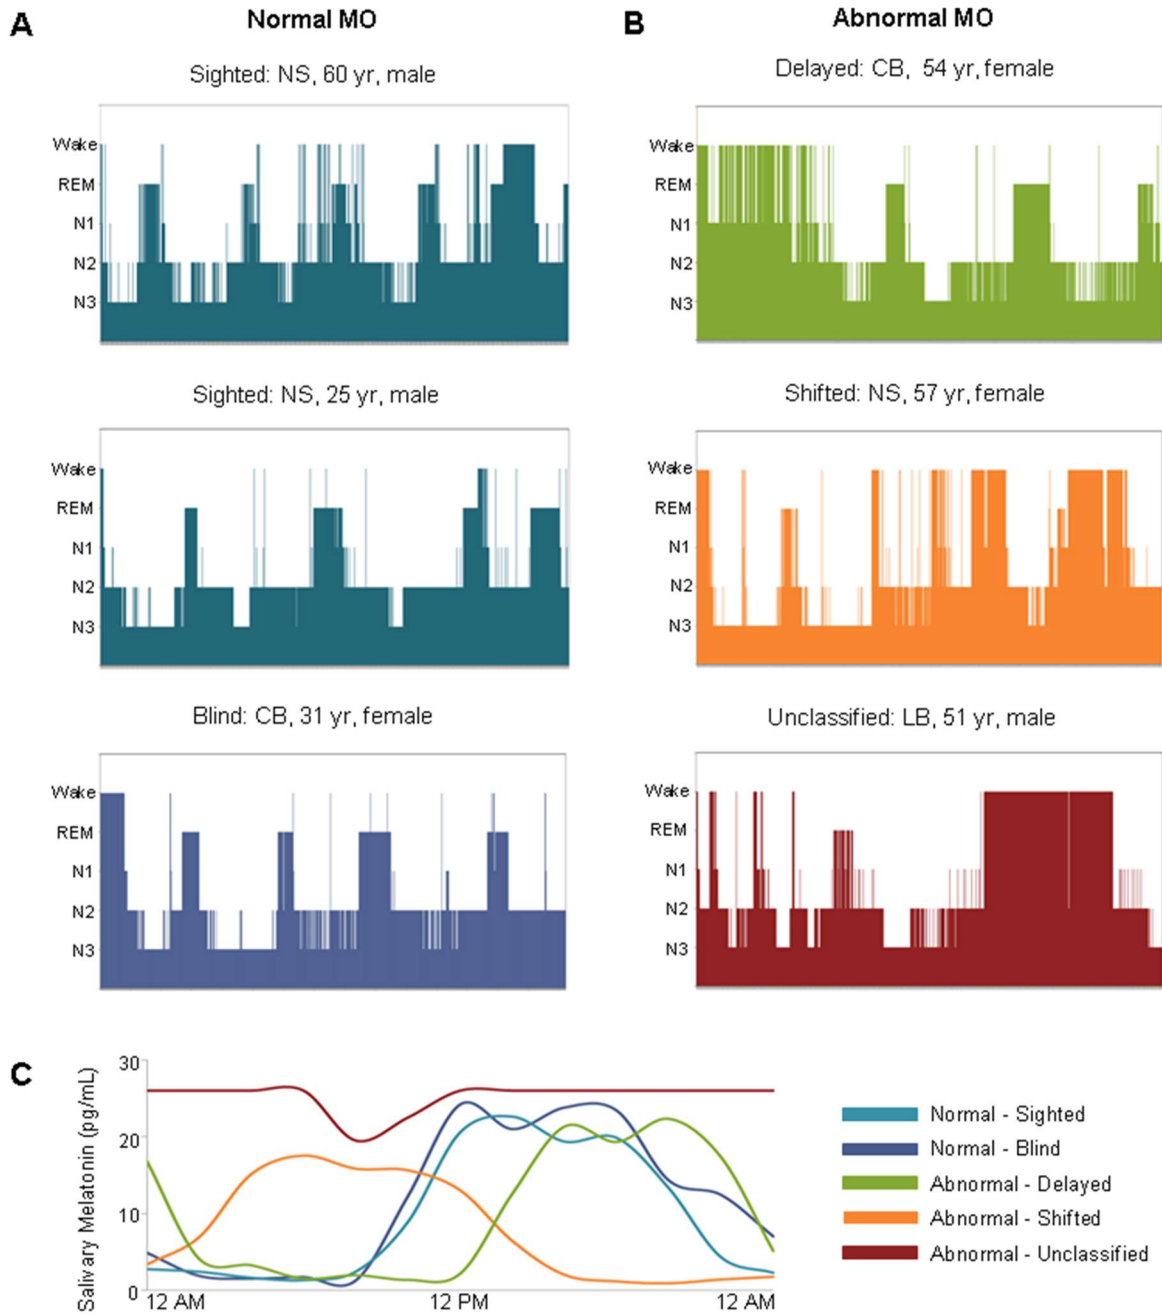 A
Normal MO
Sighted: NS, 60 yr, male
Wake
REM
N1
N2
N3
Sighted: NS, 25 yr, male
Wake
REM
N1
N2
N3
Blind: CB, 31 yr, female
Wake
REM
N1
N2
N3
B
Abnormal MO
Delayed: CB, 54 yr, female
Wake
REM
N1
N2
N3
Shifted: NS, 57 yr, female
Wake
REM
N1
N2
N3
Unclassified: LB, 51 yr, male
Wake
REM
N1
N2
N3
C
Salivary Melatonin (pg/mL)
30
20
10
0
12 AM 12 PM 12 AM
Normal - Sighted
Normal - Blind
Abnormal - Delayed
Abnormal - Shifted
Abnormal - Unclassified